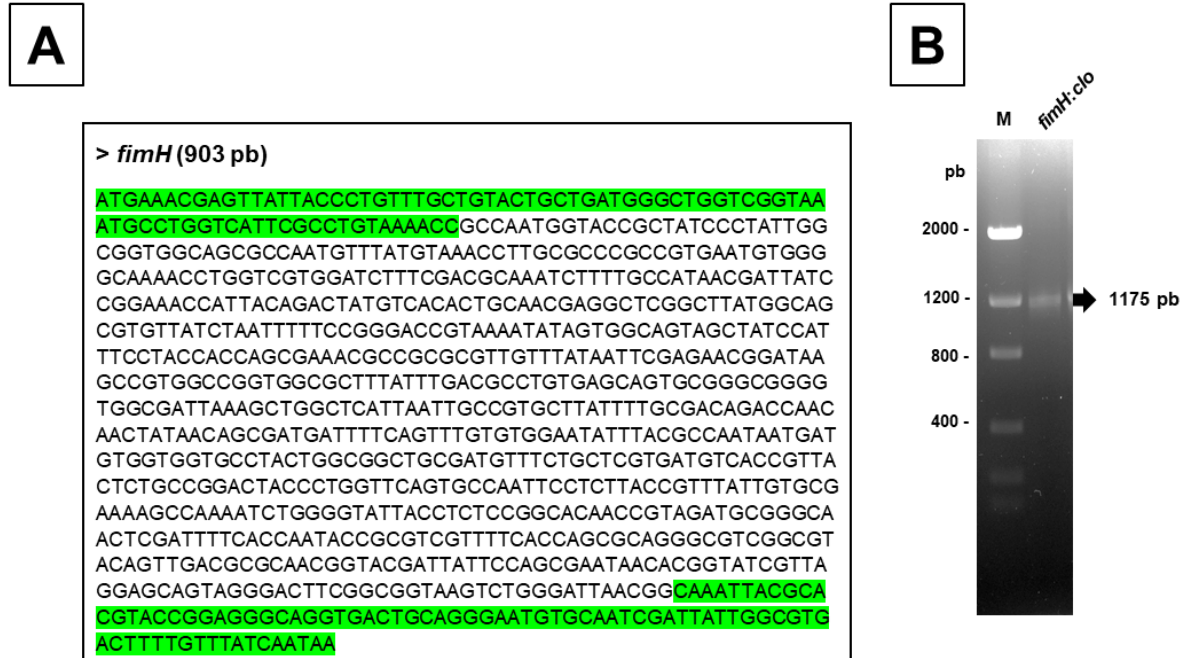 A
> fimH (903 pb)
ATGAAACGAGTTATTACCCTGTTTGCTGTACTGCTGATGGGCTGGTCGGTAA
ATGCCTGGTCATTCGCCTGTAAAACCGCCAATGGTACCGCTATCCCTATTGG
CGGTGGCAGCGCCAATGTTTATGTAAACCTTGCGCCCGCCGTGAATGTGGG
GCAAAACCTGGTCGTGGATCTTTCGACGCAAATCTTTTGCCATAACGATTATC
CGGAAACCATTACAGACTATGTCACACTGCAACGAGGCTCGGCTTATGGCAG
CGTGTTATCTAATTTTTCCGGGACCGTAAAATATAGTGGCAGTAGCTATCCAT
TTCCTACCACCAGCGAAACGCCGCGCGTTGTTTATAATTCGAGAACGGATAA
GCCGTGGCCGGTGGCGCTTTATTTGACGCCTGTGAGCAGTGCGGGCGGGG
TGGCGATTAAAGCTGGCTCATTAATTGCCGTGCTTATTTTGCGACAGACCAAC
AACTATAACAGCGATGATTTTCAGTTTGTGTGGAATATTTACGCCAATAATGAT
GTGGTGGTGCCTACTGGCGGCTGCGATGTTTCTGCTCGTGATGTCACCGTTA
CTCTGCCGGACTACCCTGGTTCAGTGCCAATTCCTCTTACCGTTTATTGTGCG
AAAAGCCAAAATCTGGGGTATTACCTCTCCGGCACAACCGTAGATGCGGGCA
ACTCGATTTTCACCAATACCGCGTCGTTTTCACCAGCGCAGGGCGTCGGCGT
ACAGTTGACGCGCAACGGTACGATTATTCCAGCGAATAACACGGTATCGTTA
GGAGCAGTAGGGACTTCGGCGGTAAGTCTGGGATTAACGGCAAATTACGCA
CGTACCGGAGGGCAGGTGACTGCAGGGAATGTGCAATCGATTATTGGCGTG
ACTTTTGTTTATCAATAA
B
M fimH:clo
pb
2000 -
1200 -
1175 pb
800 -
400 -